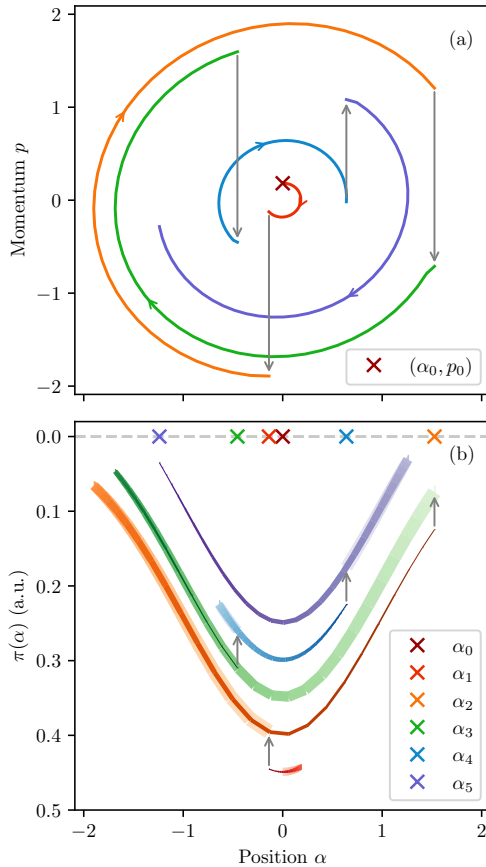 2
1
0
−1
−2
Momentum p
(a)
(α₀, p₀)
0.0
0.1
0.2
0.3
0.4
0.5
π(α) (a.u.)
(b)
α₀
α₁
α₂
α₃
α₄
α₅
−2
−1
0
1
2
Position α